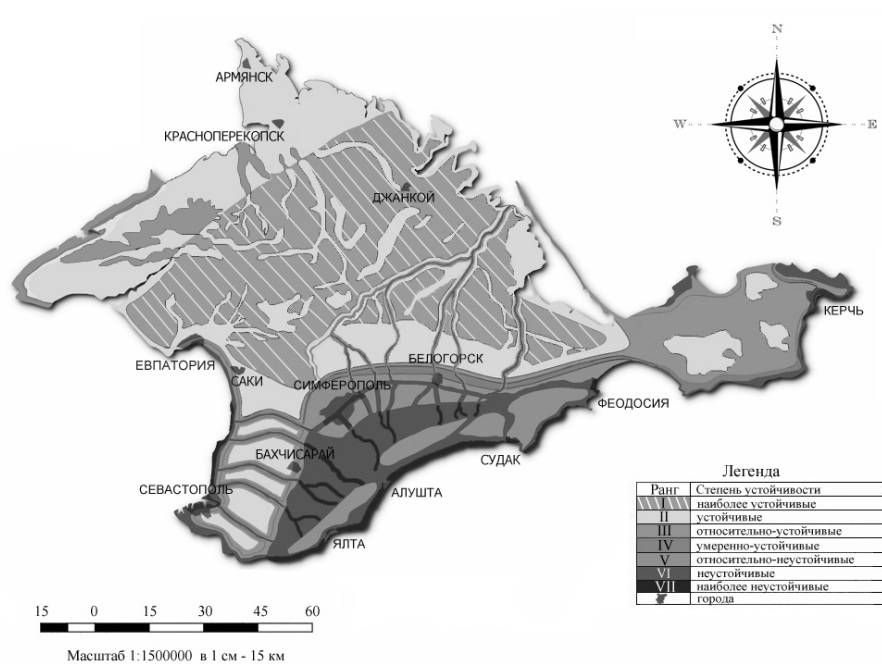 N
W
E
S
АРМЯНСК
КРАСНОПЕРЕКОПСК
ДЖАНКОЙ
КЕРЧЬ
ЕВПАТОРИЯ
БЕЛОГОРСК
САКИ
СИМФЕРОПОЛЬ
ФЕОДОСИЯ
БАХЧИСАРАЙ
СУДАК
СЕВАСТОПОЛЬ
АЛУШТА
ЯЛТА
Легенда
Ранг Степень устойчивости
I наиболее устойчивые
II устойчивые
III относительно-устойчивые
IV умеренно-устойчивые
V относительно-неустойчивые
VI неустойчивые
VII наиболее неустойчивые
города
15 0 15 30 45 60
Масштаб 1:1500000 в 1 см - 15 км